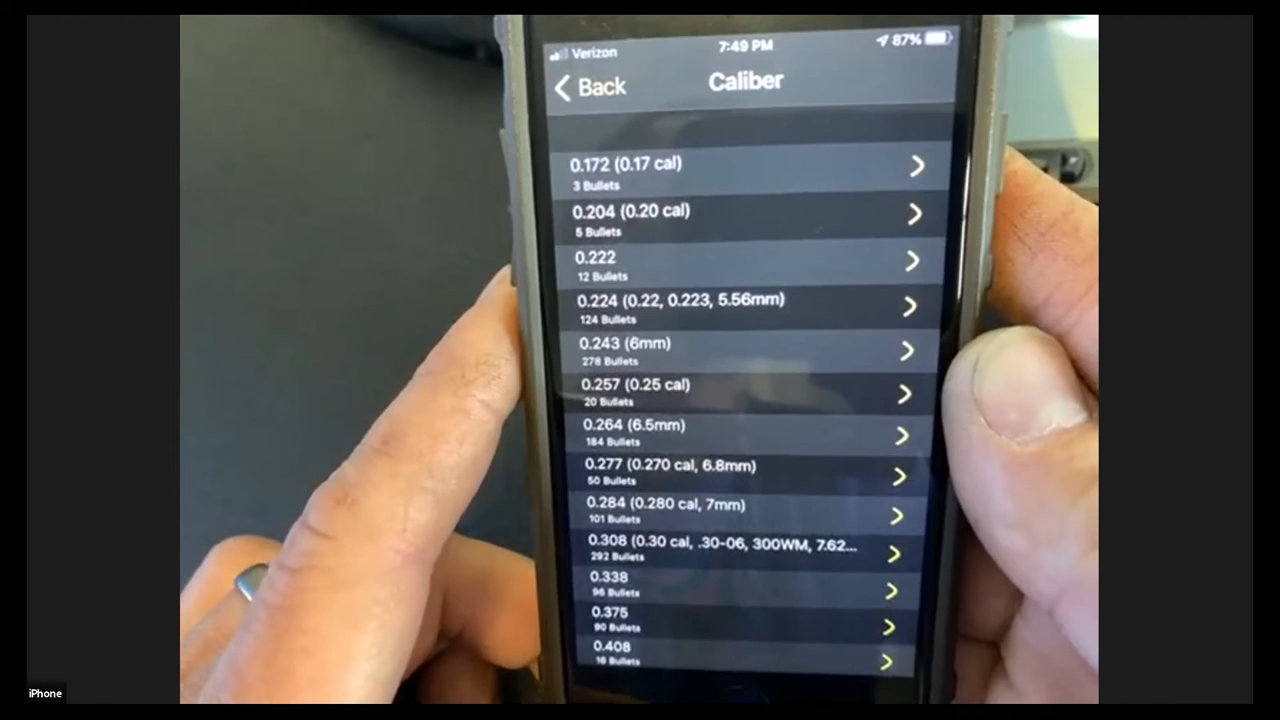 Verizon 7:49 PM 87%
Back Caliber
0.172 (0.17 cal)
3 Bullets
0.204 (0.20 cal)
5 Bullets
0.222
12 Bullets
0.224 (0.22, 0.223, 5.56mm)
124 Bullets
0.243 (6mm)
278 Bullets
0.257 (0.25 cal)
20 Bullets
0.264 (6.5mm)
184 Bullets
0.277 (0.270 cal, 6.8mm)
50 Bullets
0.284 (0.280 cal, 7mm)
101 Bullets
0.308 (0.30 cal, .30-06, 300WM, 7.62...
292 Bullets
0.338
96 Bullets
0.375
90 Bullets
0.408
Bullets
iPhone